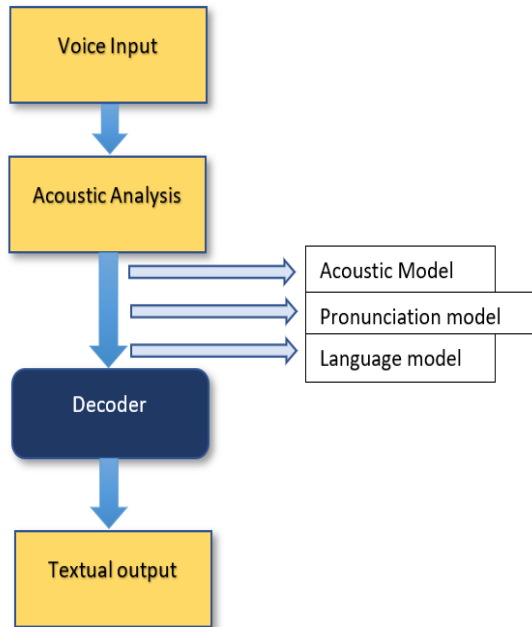 Voice Input
Acoustic Analysis
Acoustic Model
Pronunciation model
Language model
Decoder
Textual output